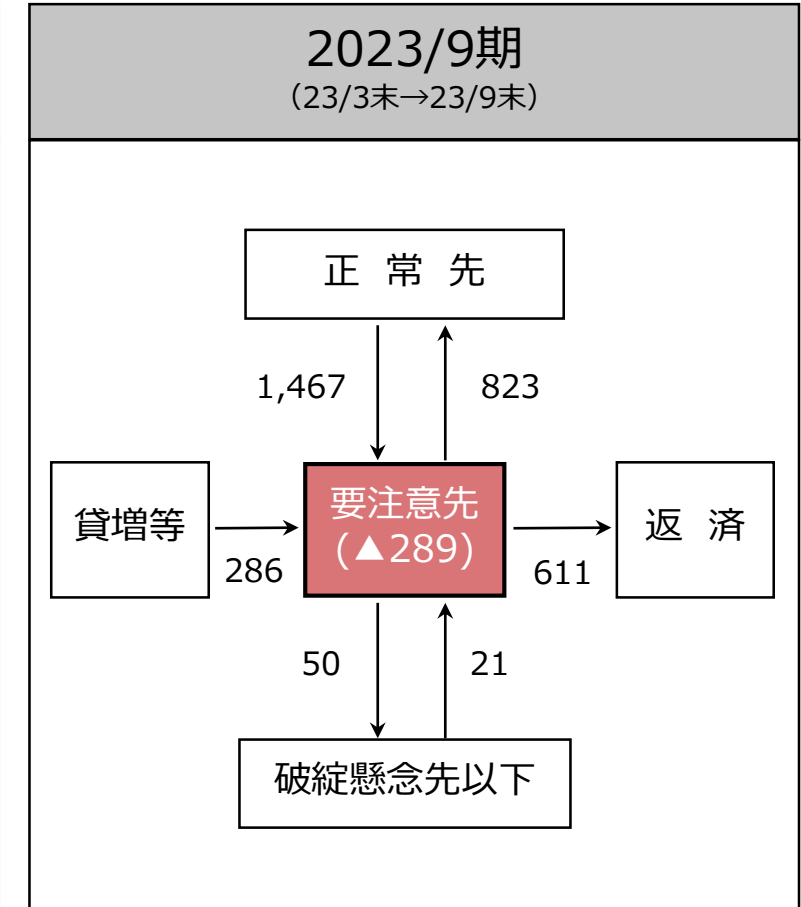 2023/9期
（23/3末→23/9末）
正 常 先
1,467
823
貸増等
286
要注意先
(▲289)
611
返 済
50
21
破綻懸念先以下